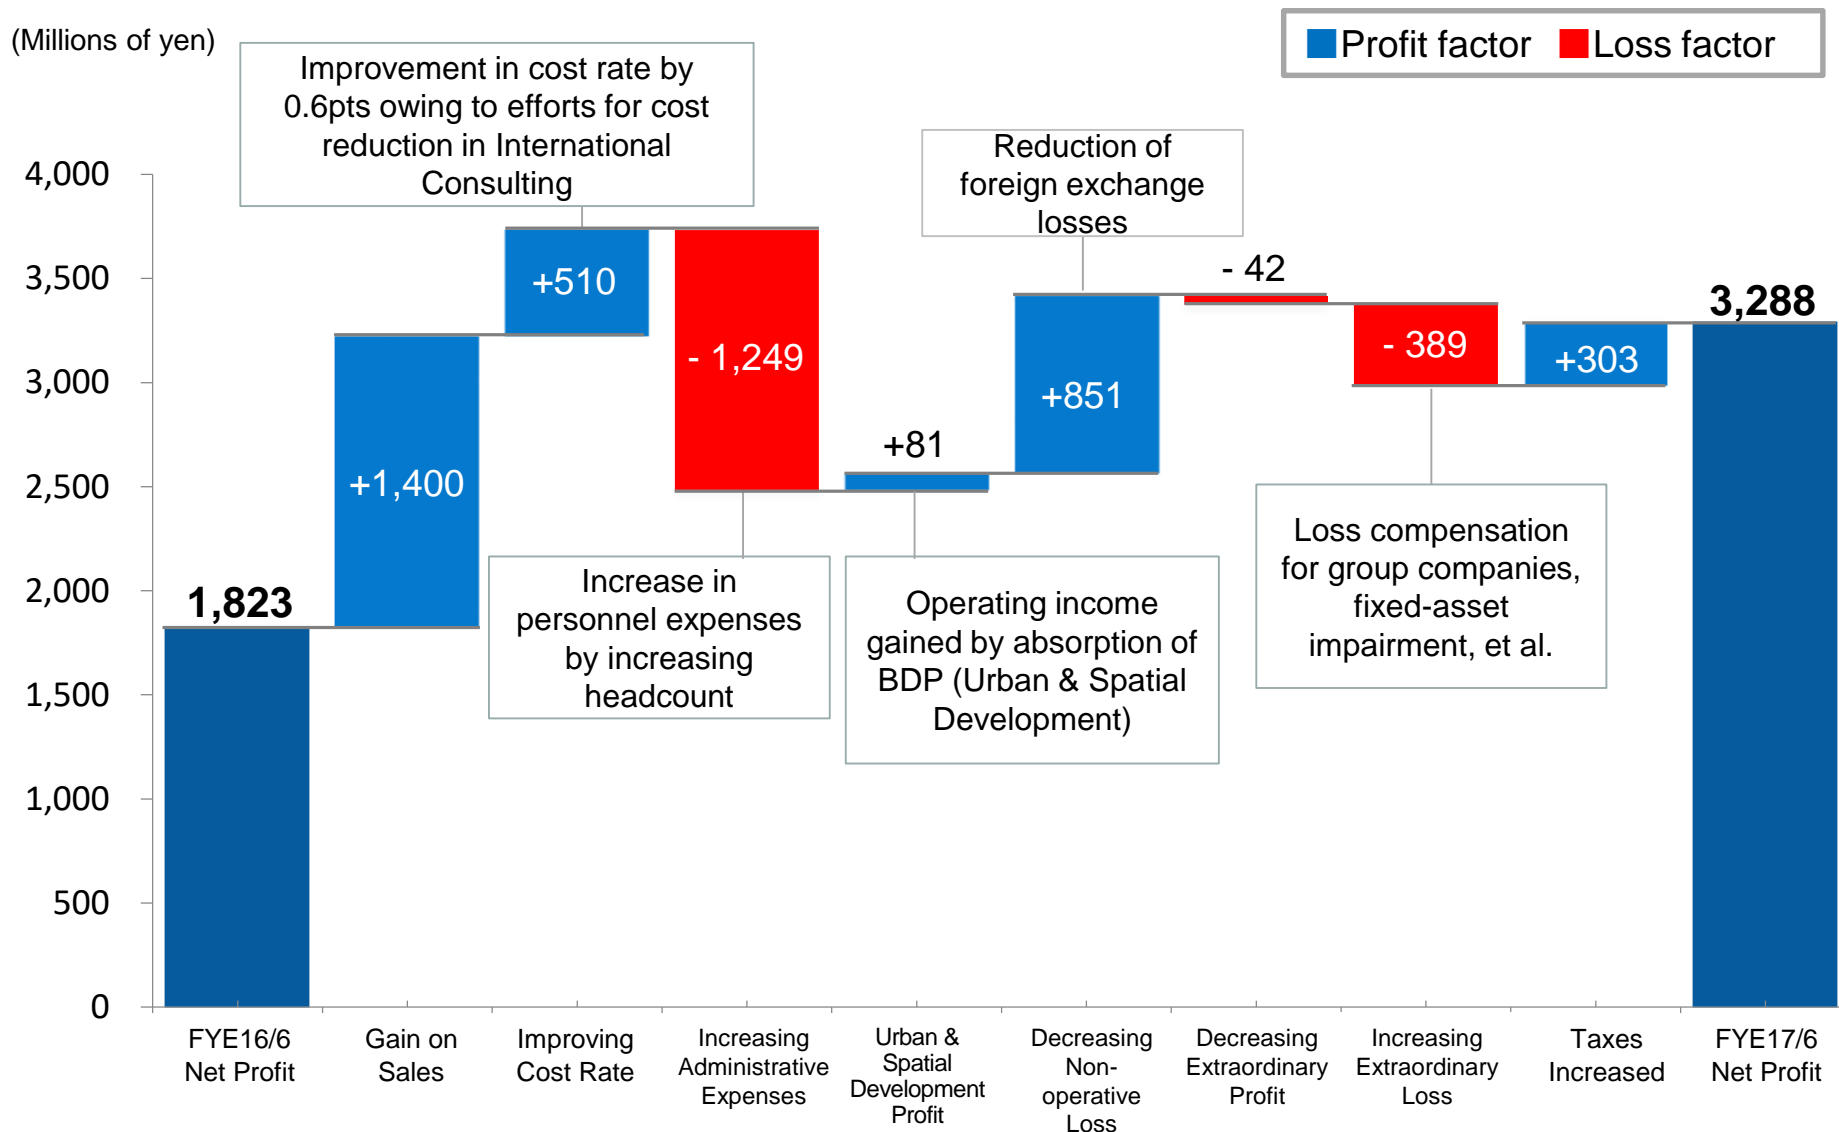 (Millions of yen)
Profit factor
Loss factor
Improvement in cost rate by
0.6pts owing to efforts for cost
reduction in International
Consulting
Reduction of
foreign exchange
losses
4,000
3,500
3,000
2,500
2,000
1,500
1,000
500
0
1,823
+1,400
+510
- 1,249
+81
+851
- 42
- 389
+303
3,288
Increase in
personnel expenses
by increasing
headcount
Operating income
gained by absorption of
BDP (Urban & Spatial
Development)
Loss compensation
for group companies,
fixed-asset
impairment, et al.
FYE16/6
Net Profit
Gain on
Sales
Improving
Cost Rate
Increasing
Administrative
Expenses
Urban &
Spatial
Development
Profit
Decreasing
Non-
operative
Loss
Decreasing
Extraordinary
Profit
Increasing
Extraordinary
Loss
Taxes
Increased
FYE17/6
Net Profit